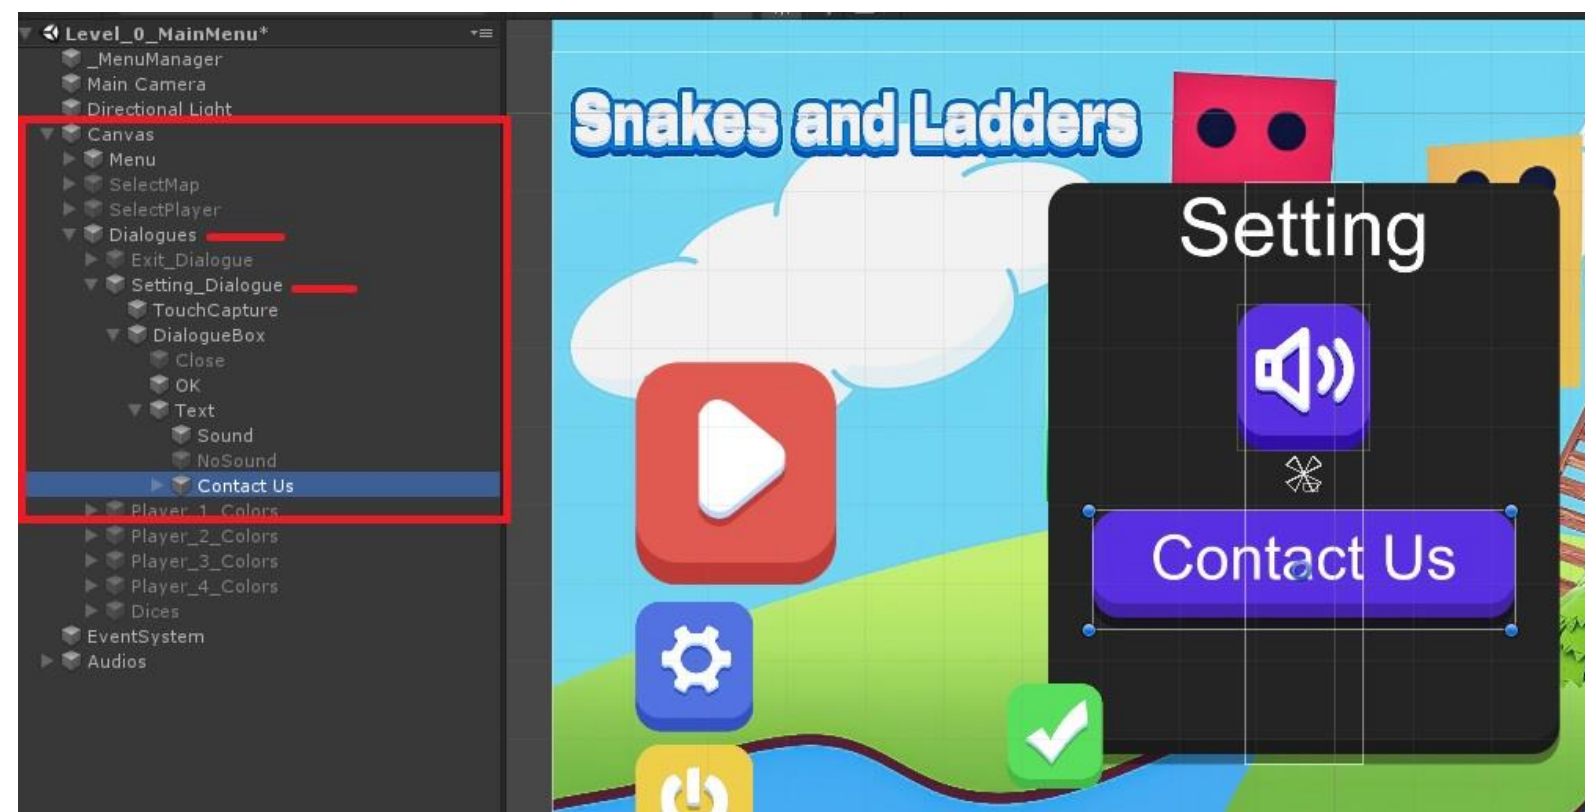 Level_0_MainMenu*
_MenuManager
Main Camera
Directional Light
Canvas
Menu
SelectMap
SelectPlayer
Dialogues
Exit_Dialogue
Setting_Dialogue
TouchCapture
DialogueBox
Close
OK
Text
Sound
NoSound
Contact Us
Player_1_Colors
Player_2_Colors
Player_3_Colors
Player_4_Colors
Dices
EventSystem
Audios
Snakes and Ladders
Setting
Contact Us